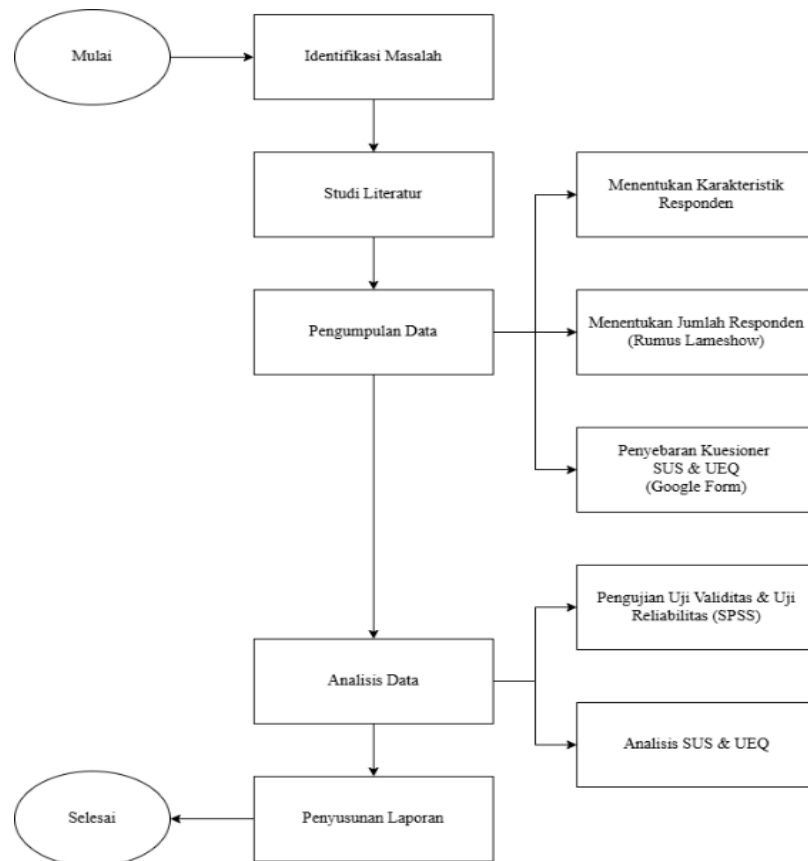 Mulai
Identifikasi Masalah
Studi Literatur
Pengumpulan Data
Menentukan Karakteristik
Responden
Menentukan Jumlah Responden
(Rumus Lameshow)
Penyebaran Kuesioner
SUS & UEQ
(Google Form)
Analisis Data
Pengujian Uji Validitas & Uji
Reliabilitas (SPSS)
Analisis SUS & UEQ
Penyusunan Laporan
Selesai